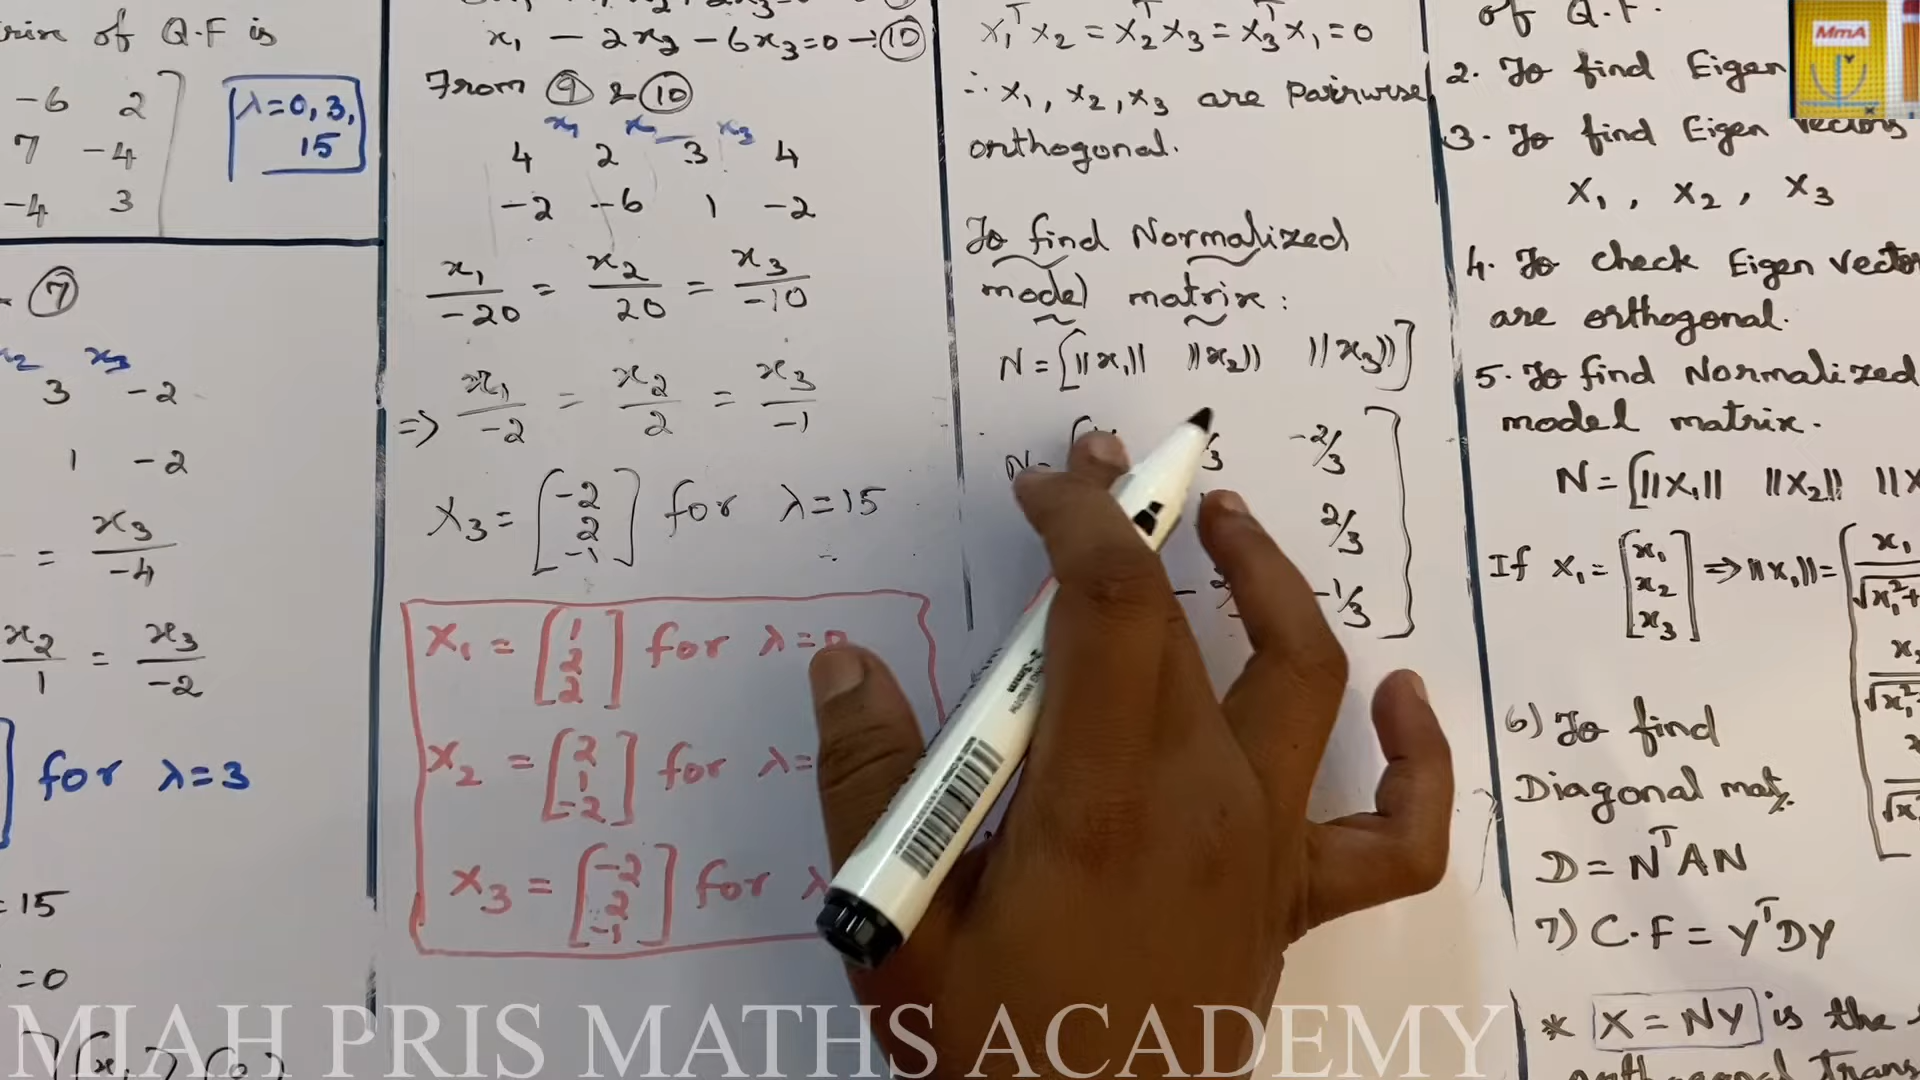 of Q.F is
-6 2
7 -4
-4 3
λ=0, 3,
15
⑦
x₃
3 -2
1 -2
= x₃/-4
x₂/1 = x₃/-2
for λ=3
= 15
=0
x₁ - 2x₂ - 6x₃=0 → ⑩
From ⑨ & ⑩
x₁ x₂ x₃
4 2 3 4
-2 -6 1 -2
x₁/-20 = x₂/20 = x₃/-10
=> x₁/-2 = x₂/2 = x₃/-1
X₃ = [-2 2 -1] for λ=15
X₁ = [1 2 2] for λ=0
X₂ = [2 1 -2] for λ=
X₃ = [-2 2 -1] for λ
X₁ᵀX₂ = X₂ᵀX₃ = X₃ᵀX₁ = 0
∴ X₁, X₂, X₃ are pairwise
orthogonal.
To find Normalized
model matrix :
N = [||x₁|| ||x₂|| ||x₃||]
N= -2/3
2/3
-1/3
of Q.F.
2. To find Eigen
3. To find Eigen vectors
X₁, X₂, X₃
4. To check Eigen vector
are orthogonal.
5. To find Normalized
model matrix.
N = [||X₁|| ||X₂|| ||X
If X₁ = [x₁ x₂ x₃] => ||X₁|| = [x₁/√x₁²+
6) To find
Diagonal mat.
D = NᵀAN
7) C.F = YᵀDY
* X = NY is the
MmA
MIAH PRIS MATHS ACADEMY